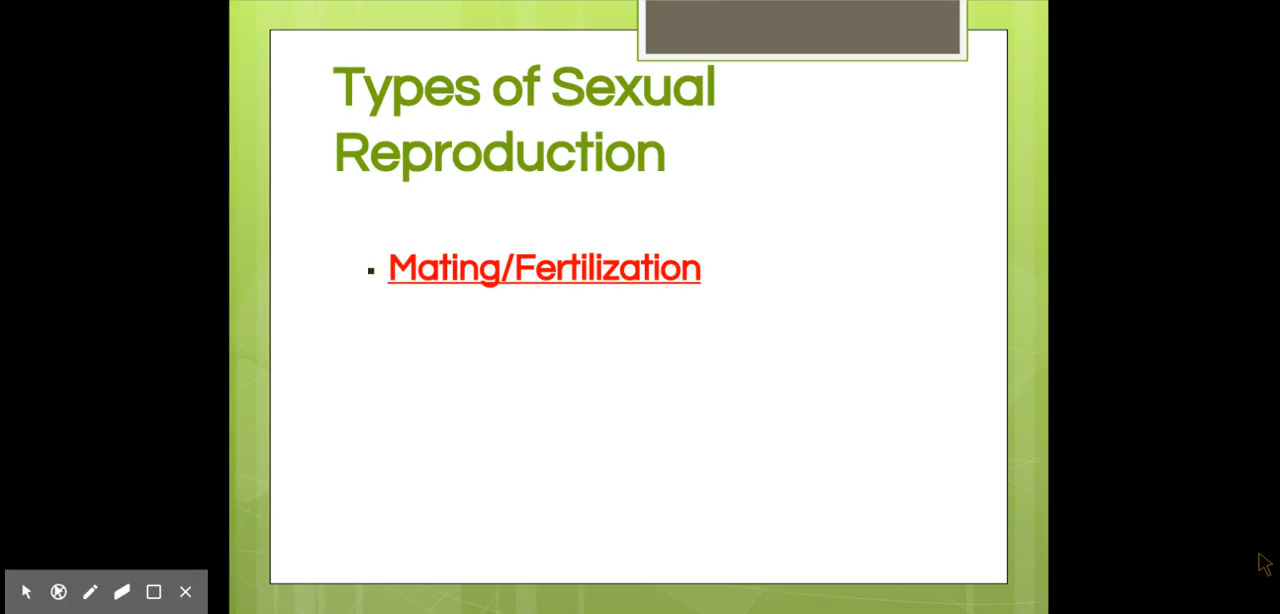 Types of Sexual
Reproduction
▪ Mating/Fertilization